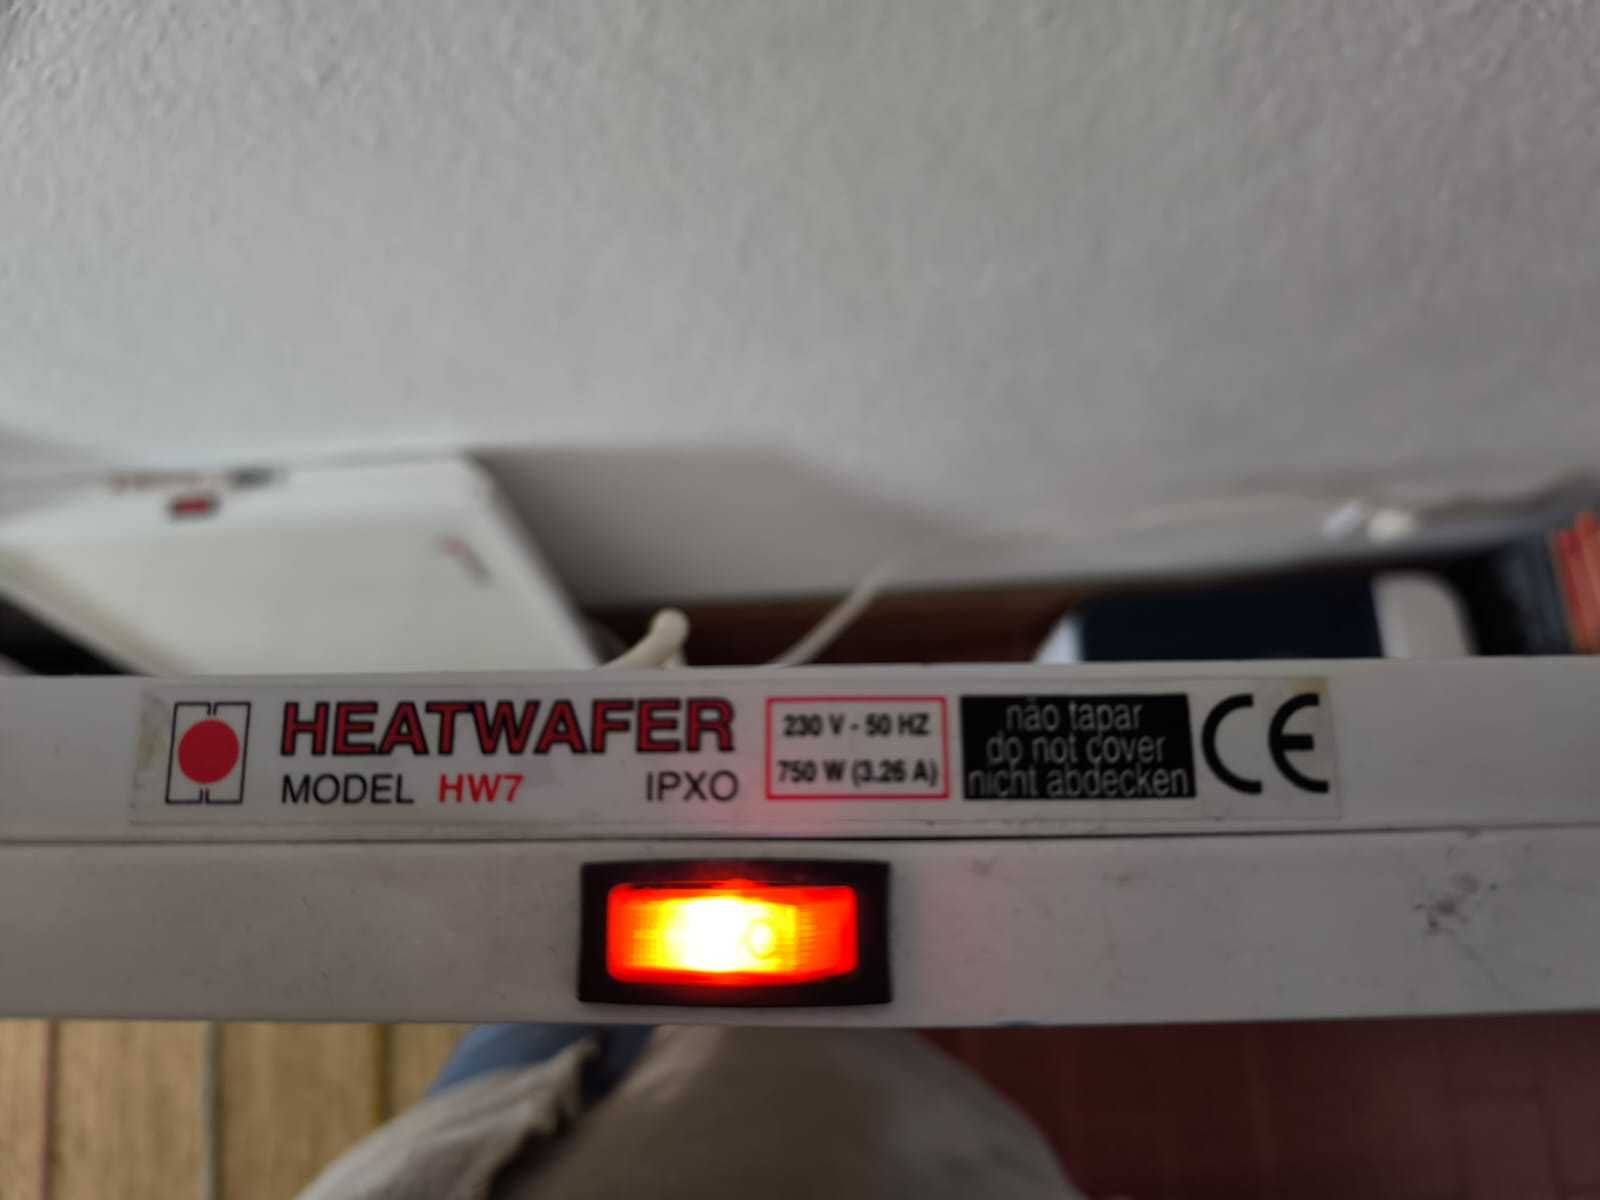 HEATWAFER
MODEL HW7 IPXO
230 V - 50 HZ
750 W (3.26 A)
não tapar
do not cover
nicht abdecken
CE